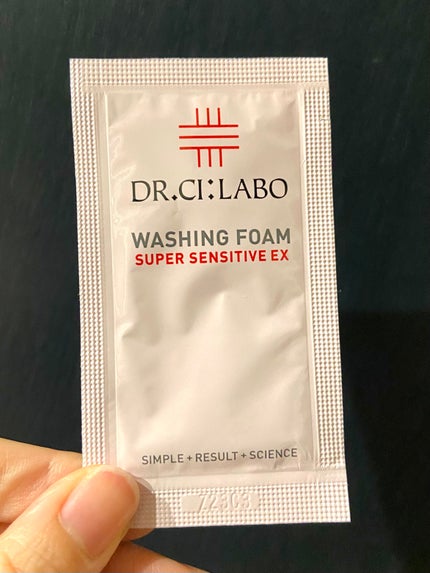 DR.CI:LABO
WASHING FOAM
SUPER SENSITIVE EX
SIMPLE + RESULT + SCIENCE